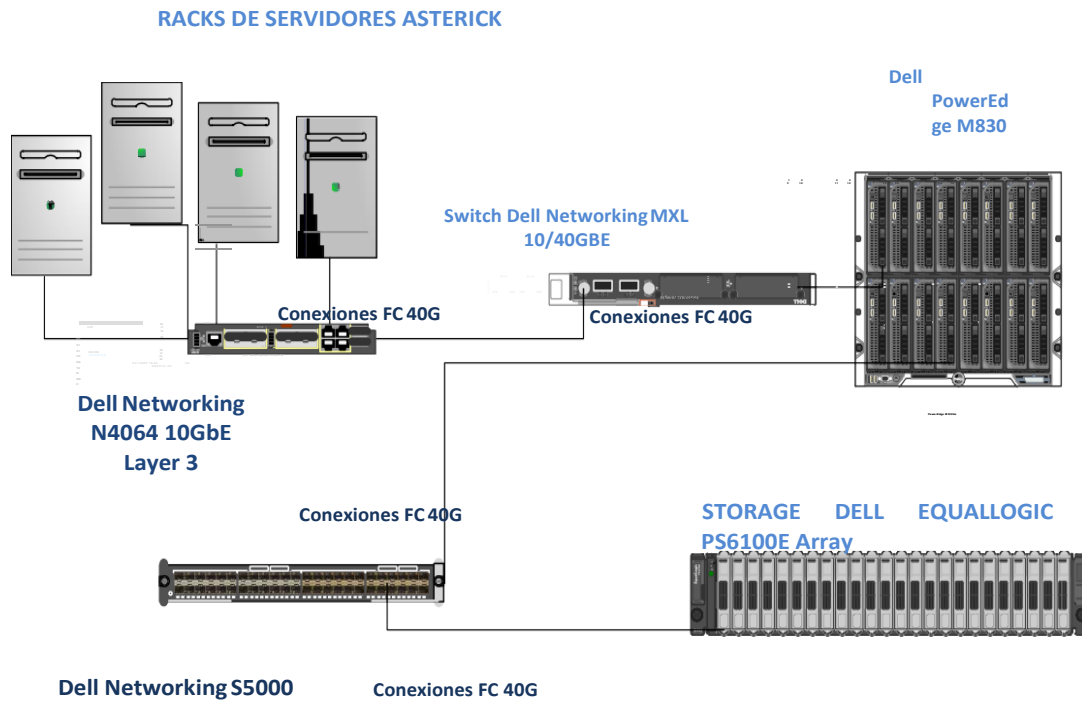 RACKS DE SERVIDORES ASTERICK
Dell
PowerEd
ge M830
Switch Dell Networking MXL
10/40GBE
Conexiones FC 40G
Conexiones FC 40G
Dell Networking
N4064 10GbE
Layer 3
Conexiones FC 40G
STORAGE DELL EQUALLOGIC
PS6100E Array
Dell Networking S5000
Conexiones FC 40G